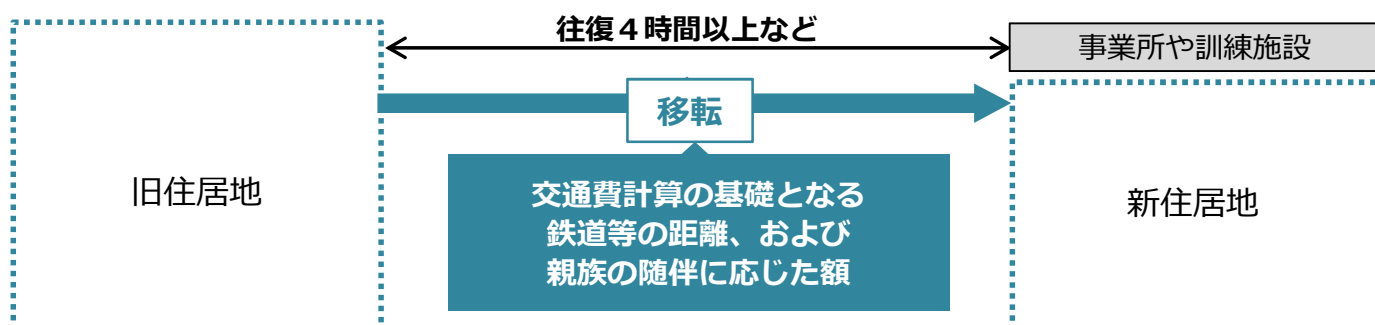 往復４時間以上など
事業所や訓練施設
移転
旧住居地
交通費計算の基礎となる
鉄道等の距離、および
親族の随伴に応じた額
新住居地